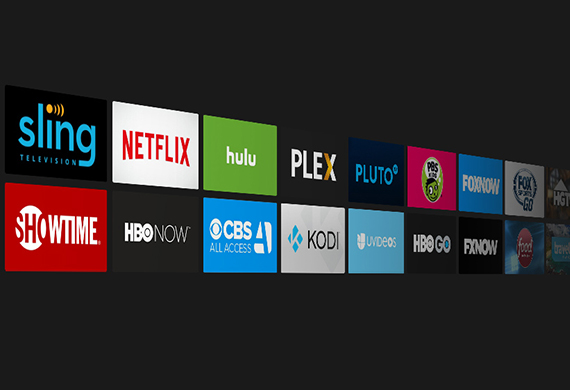 sling
TELEVISION
NETFLIX
hulu
PLEX
PLUTO
PBS
KIDS
FOXNOW
FOX
SPORTS
GO
HGT
SHOWTIME
HBO NOW
CBS
ALL ACCESS
KODI
UVIDEOS
HBO GO
FXNOW
food
travel